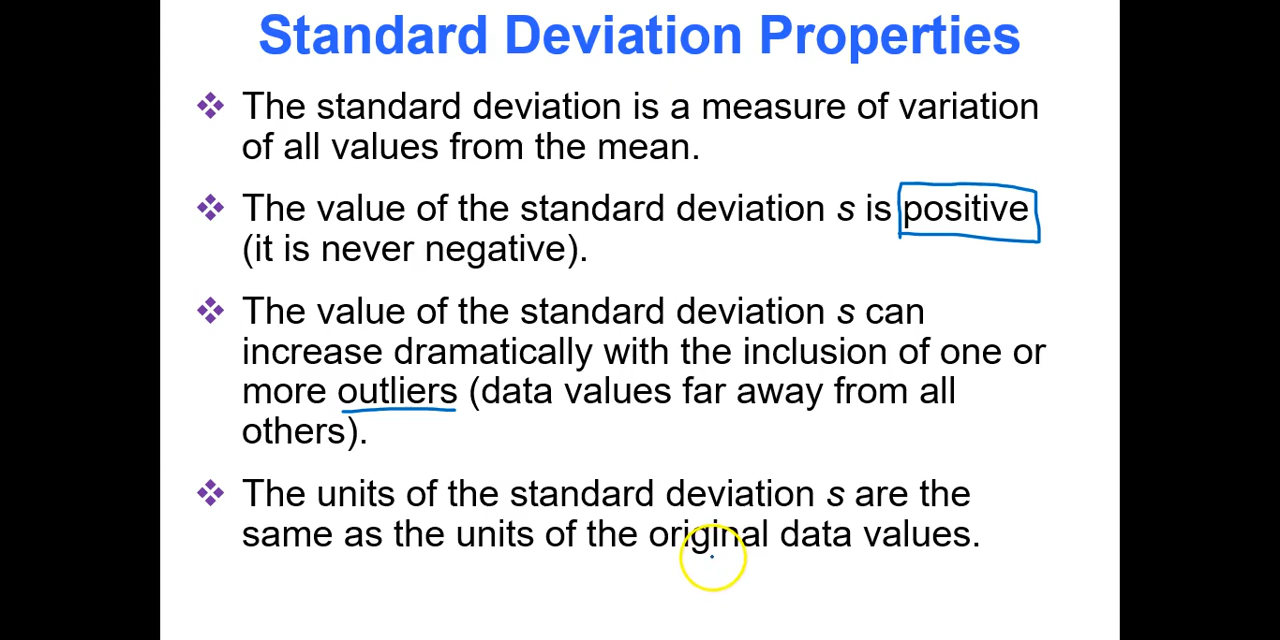 Standard Deviation Properties
The standard deviation is a measure of variation
of all values from the mean.
The value of the standard deviation s is positive
(it is never negative).
The value of the standard deviation s can
increase dramatically with the inclusion of one or
more outliers (data values far away from all
others).
The units of the standard deviation s are the
same as the units of the original data values.